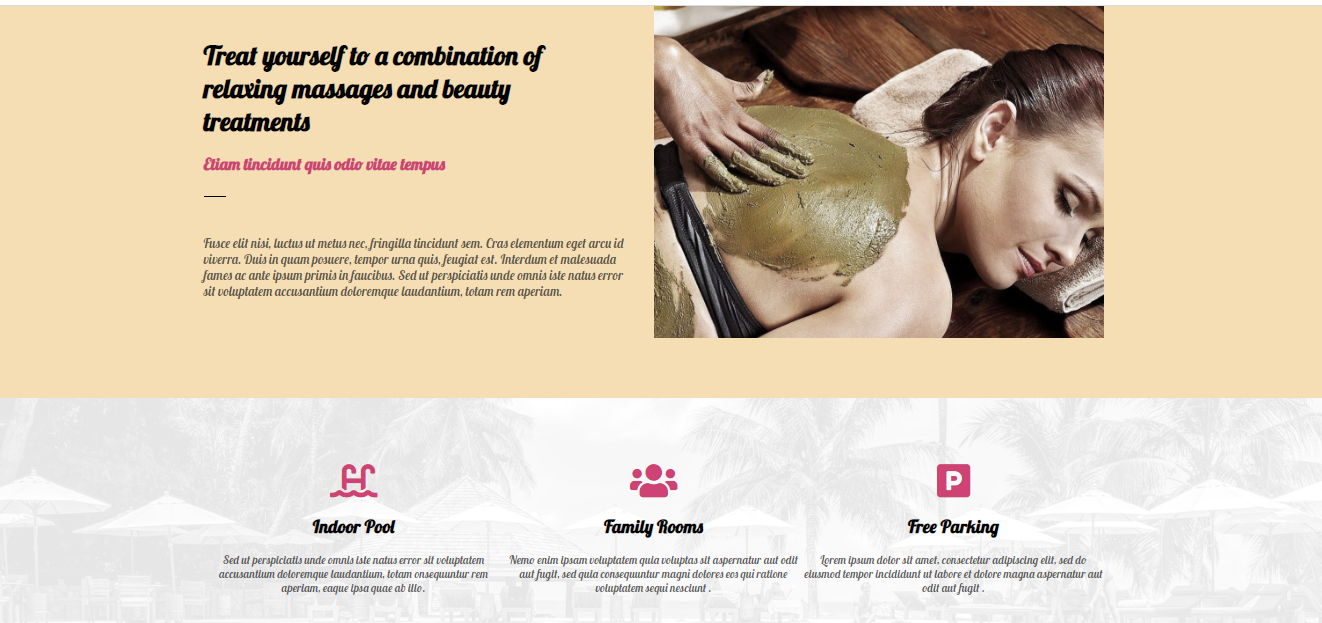 Treat yourself to a combination of
relaxing massages and beauty
treatments
Etiam tincidunt quis odio vitae tempus
Fusce elit nisi, luctus ut metus nec, fringilla tincidunt sem. Cras elementum eget arcu id
viverra. Duis in quam posuere, tempor urna quis, feugiat est. Interdum et malesuada
fames ac ante ipsum primis in faucibus. Sed ut perspiciatis unde omnis iste natus error
sit voluptatem accusantium doloremque laudantium, totam rem aperiam.
P
Indoor Pool
Family Rooms
Free Parking
Sed ut perspiciatis unde omnis iste natus error sit voluptatem
accusantium doloremque laudantium, totam onsequuntur rem
aperiam, eaque ipsa quae ab illo.
Nemo enim ipsam voluptatem quia voluptas sit aspernatur aut odit
aut fugit, sed quia consequuntur magni dolores eos qui ratione
voluptatem sequi nesciunt .
Lorem ipsum dolor sit amet, consectetur adipiscing elit, sed do
eiusmod tempor incididunt ut labore et dolore magna aspernatur aut
odit aut fugit .